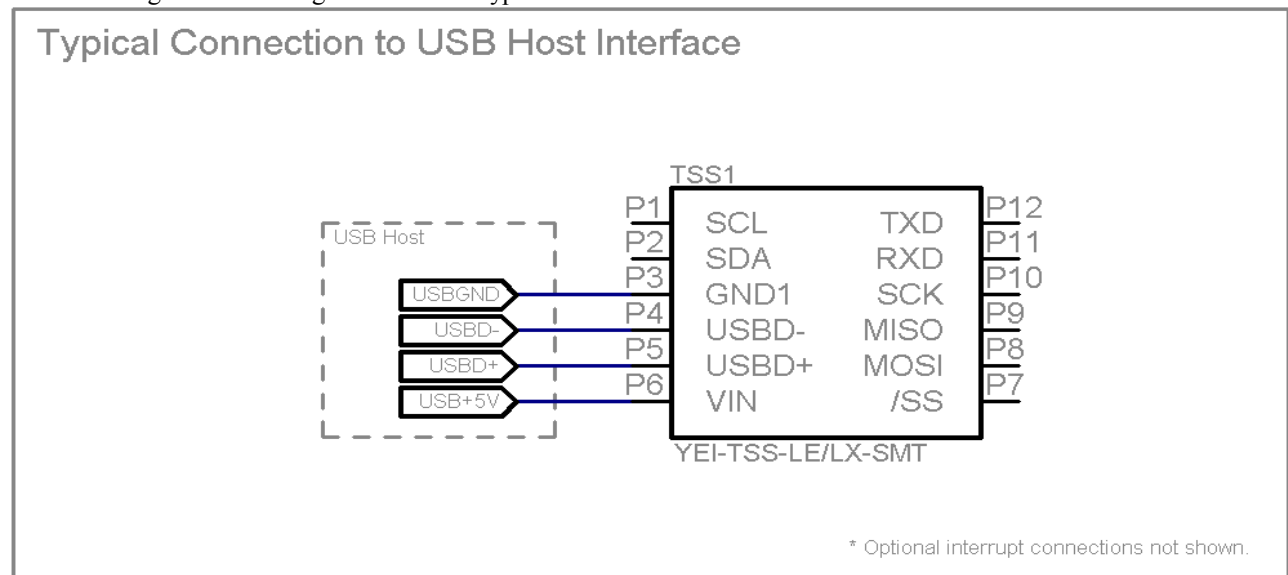 Typical Connection to USB Host Interface
TSS1
USB Host
USBGND
USBD-
USBD+
USB+5V
P1
P2
P3
P4
P5
P6
SCL
SDA
GND1
USBD-
USBD+
VIN
TXD
RXD
SCK
MISO
MOSI
/SS
P12
P11
P10
P9
P8
P7
YEI-TSS-LE/LX-SMT
* Optional interrupt connections not shown.